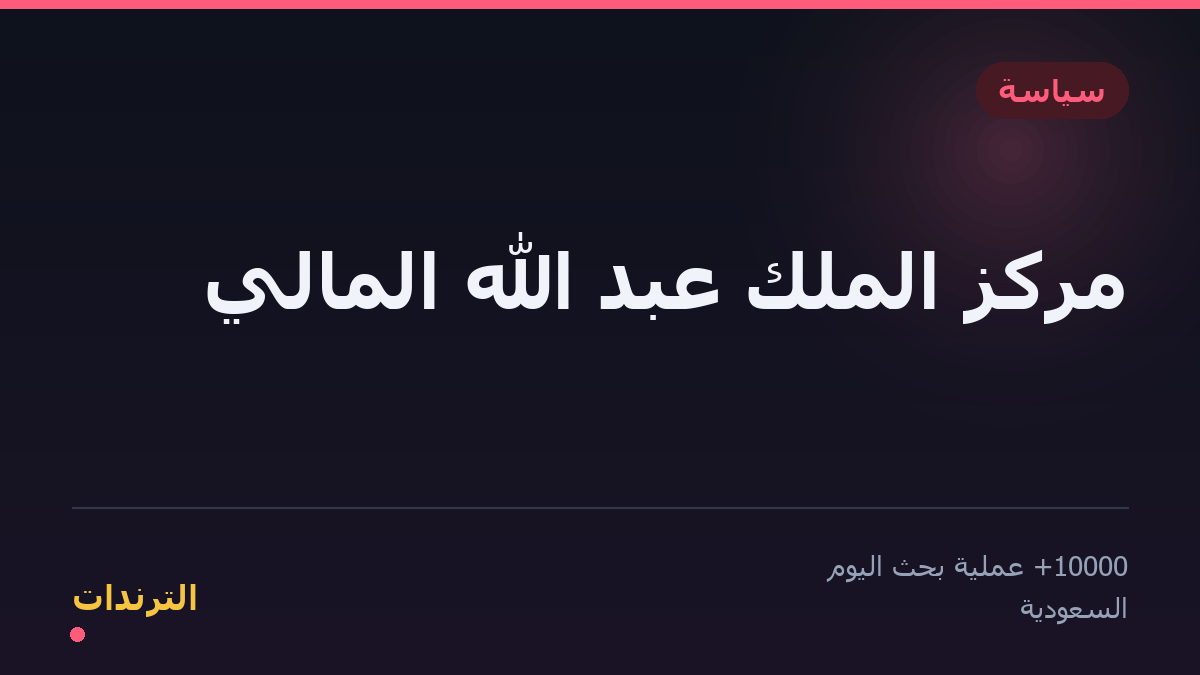 سياسة
مركز الملك عبد الله المالي
10000+ عملية بحث اليوم
السعودية
الترندات